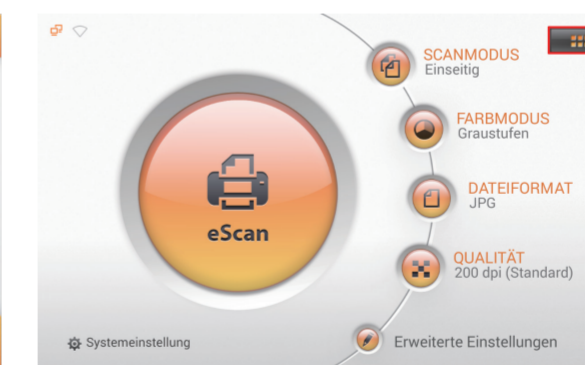 SCANMODUS
Einseitig
FARBMODUS
Graustufen
DATEIFORMAT
JPG
QUALITÄT
200 dpi (Standard)
eScan
Systemeinstellung
Erweiterte Einstellungen